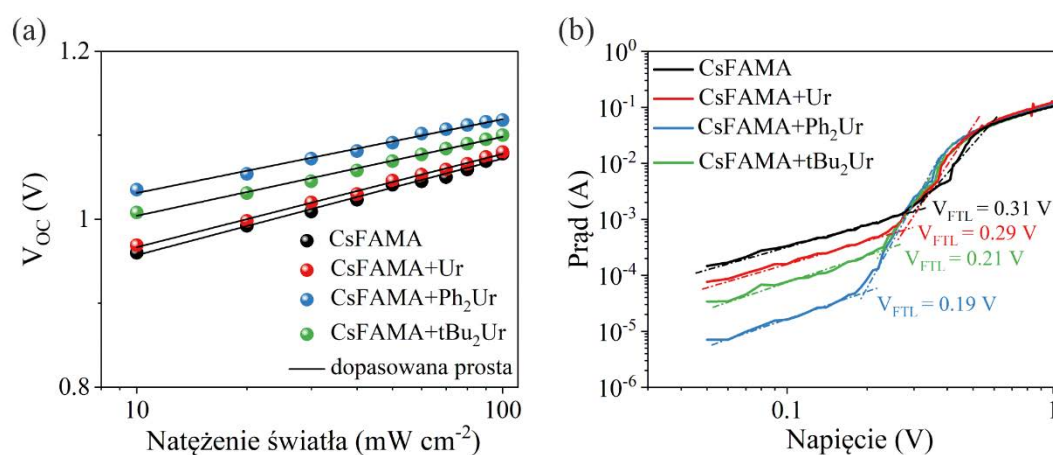 (a)
1.2
1
0.8
V_OC (V)
CsFAMA
CsFAMA+Ur
CsFAMA+Ph₂Ur
CsFAMA+tBu₂Ur
dopasowana prosta
10
100
Natężenie światła (mW cm⁻²)
(b)
10⁰
10⁻¹
10⁻²
10⁻³
10⁻⁴
10⁻⁵
10⁻⁶
Prąd (A)
CsFAMA
CsFAMA+Ur
CsFAMA+Ph₂Ur
CsFAMA+tBu₂Ur
V_FTL = 0.31 V
V_FTL = 0.29 V
V_FTL = 0.21 V
V_FTL = 0.19 V
0.1
1
Napięcie (V)